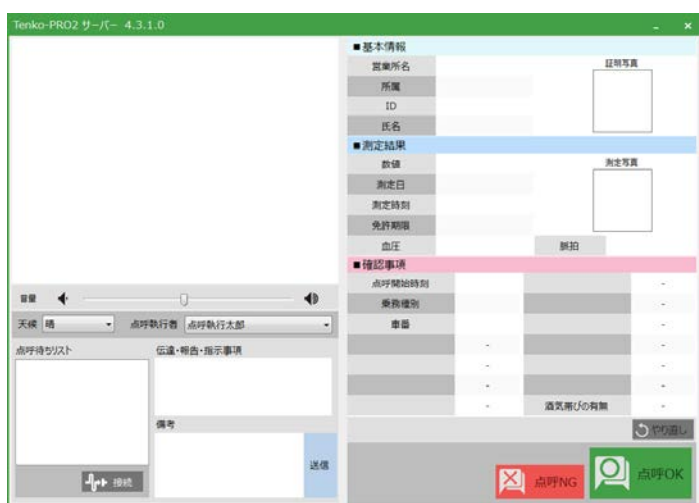 Tenko-PRO2 サーバー 4.3.1.0
音量
天候 晴 点呼執行者 点呼執行太郎
点呼待ちリスト 伝達・報告・指示事項
備考
送信
接続
■基本情報
営業所名 証明写真
所属
ID
氏名
■測定結果
数値 測定写真
測定日
測定時刻
免許期限
血圧 脈拍
■確認事項
点呼開始時刻 -
乗務種別 -
車番 -
- -
- -
- -
- 酒気帯びの有無 -
やり直し
点呼NG 点呼OK